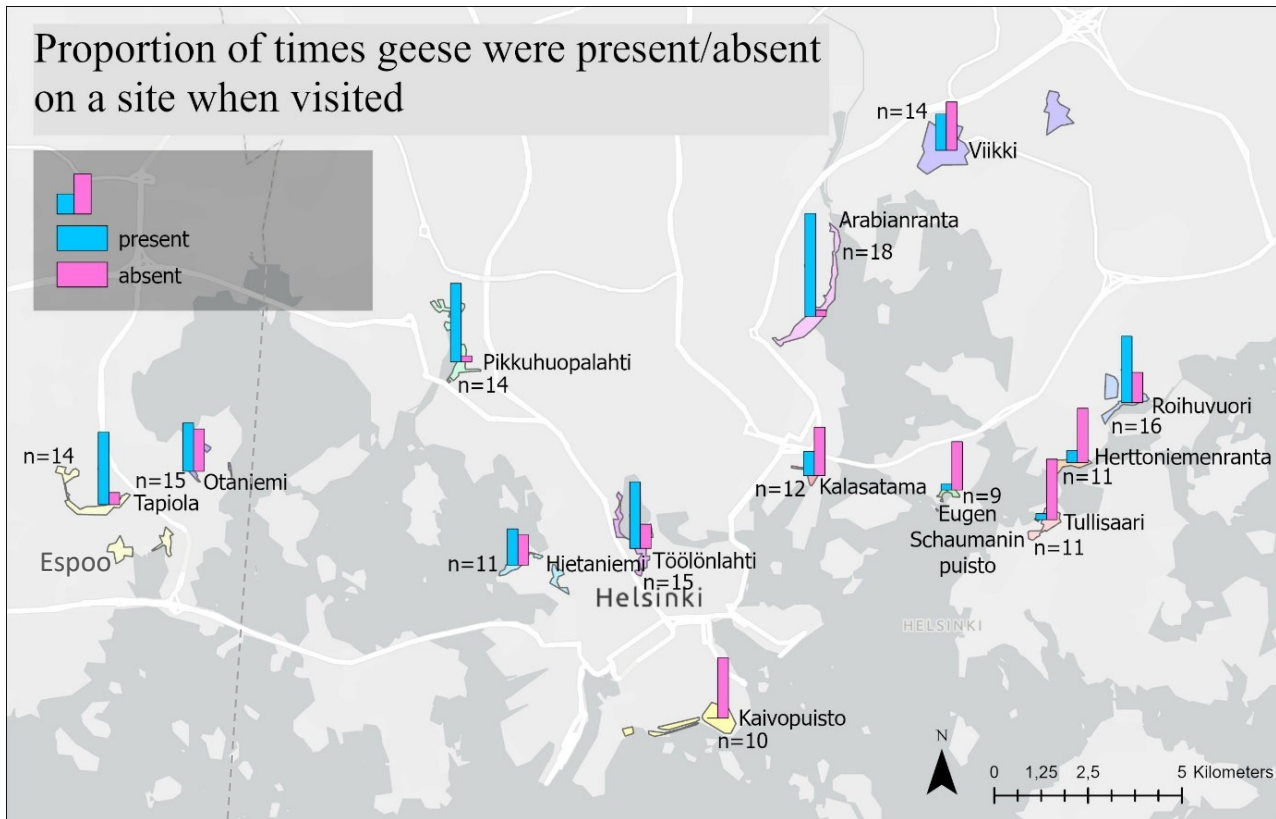 Proportion of times geese were present/absent
on a site when visited
present
absent
n=14
Viikki
Arabianranta
n=18
Pikkuhuopalahti
n=14
Roihuvuori
n=16
n=14
Tapiola
n=15
Otaniemi
Herttoniemenranta
n=11
n=12
Kalasatama
n=9
Eugen
Schaumanin
puisto
Tullisaari
n=11
Espoo
n=11
Hietaniemi
Töölönlahti
n=15
Helsinki
HELSINKI
Kaivopuisto
n=10
N
0 1,25 2,5 5 Kilometers